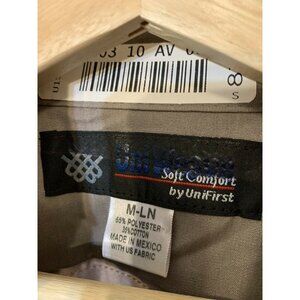 03 10 AV
S
Soft Comfort
by UniFirst
M-LN
65% POLYESTER
35% COTTON
MADE IN MEXICO
WITH US FABRIC